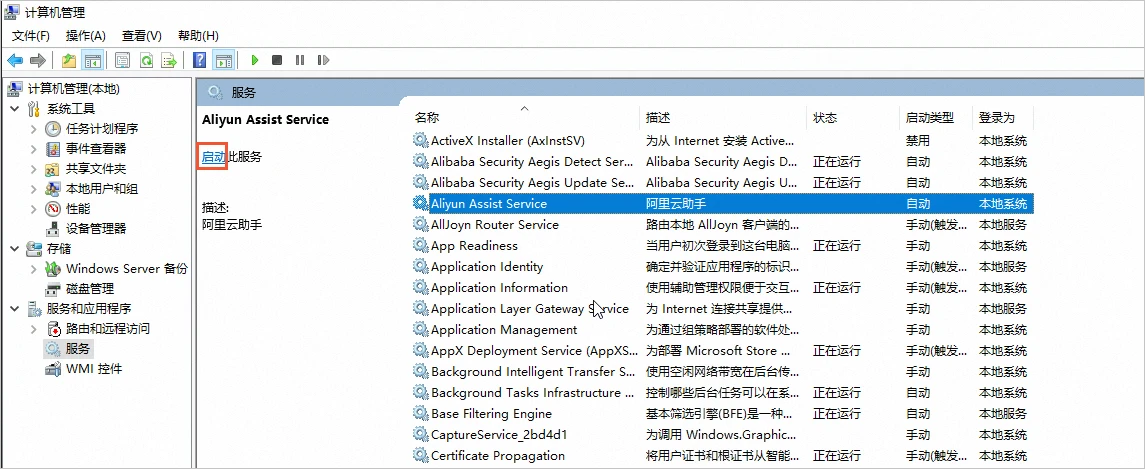 计算机管理
文件(F) 操作(A) 查看(V) 帮助(H)
计算机管理(本地)
系统工具
任务计划程序
事件查看器
共享文件夹
本地用户和组
性能
设备管理器
存储
Windows Server 备份
磁盘管理
服务和应用程序
路由和远程访问
服务
WMI 控件
服务
Aliyun Assist Service
启动此服务
描述:
阿里云助手
名称 描述 状态 启动类型 登录为
ActiveX Installer (AxInstSV) 为从 Internet 安装 Active... 禁用 本地系统
Alibaba Security Aegis Detect Ser... Alibaba Security Aegis D... 正在运行 自动 本地系统
Alibaba Security Aegis Update Se... Alibaba Security Aegis U... 正在运行 自动 本地系统
Aliyun Assist Service 阿里云助手 自动 本地系统
AllJoyn Router Service 路由本地 AllJoyn 客户端的... 手动(触发... 本地服务
App Readiness 当用户初次登录到这台电脑... 正在运行 手动 本地系统
Application Identity 确定并验证应用程序的标识... 手动(触发... 本地服务
Application Information 使用辅助管理权限便于交互... 正在运行 手动(触发... 本地系统
Application Layer Gateway Service 为 Internet 连接共享提供... 手动 本地服务
Application Management 为通过组策略部署的软件处... 手动 本地系统
AppX Deployment Service (AppXS... 为部署 Microsoft Store ... 正在运行 手动(触发... 本地系统
Background Intelligent Transfer S... 使用空闲网络带宽在后台传... 手动 本地系统
Background Tasks Infrastructure ... 控制哪些后台任务可以在系... 正在运行 自动 本地系统
Base Filtering Engine 基本筛选引擎(BFE)是一种... 正在运行 自动 本地服务
CaptureService_2bd4d1 为调用 Windows.Graphic... 手动 本地系统
Certificate Propagation 将用户证书和根证书从智能... 正在运行 手动(触发... 本地系统